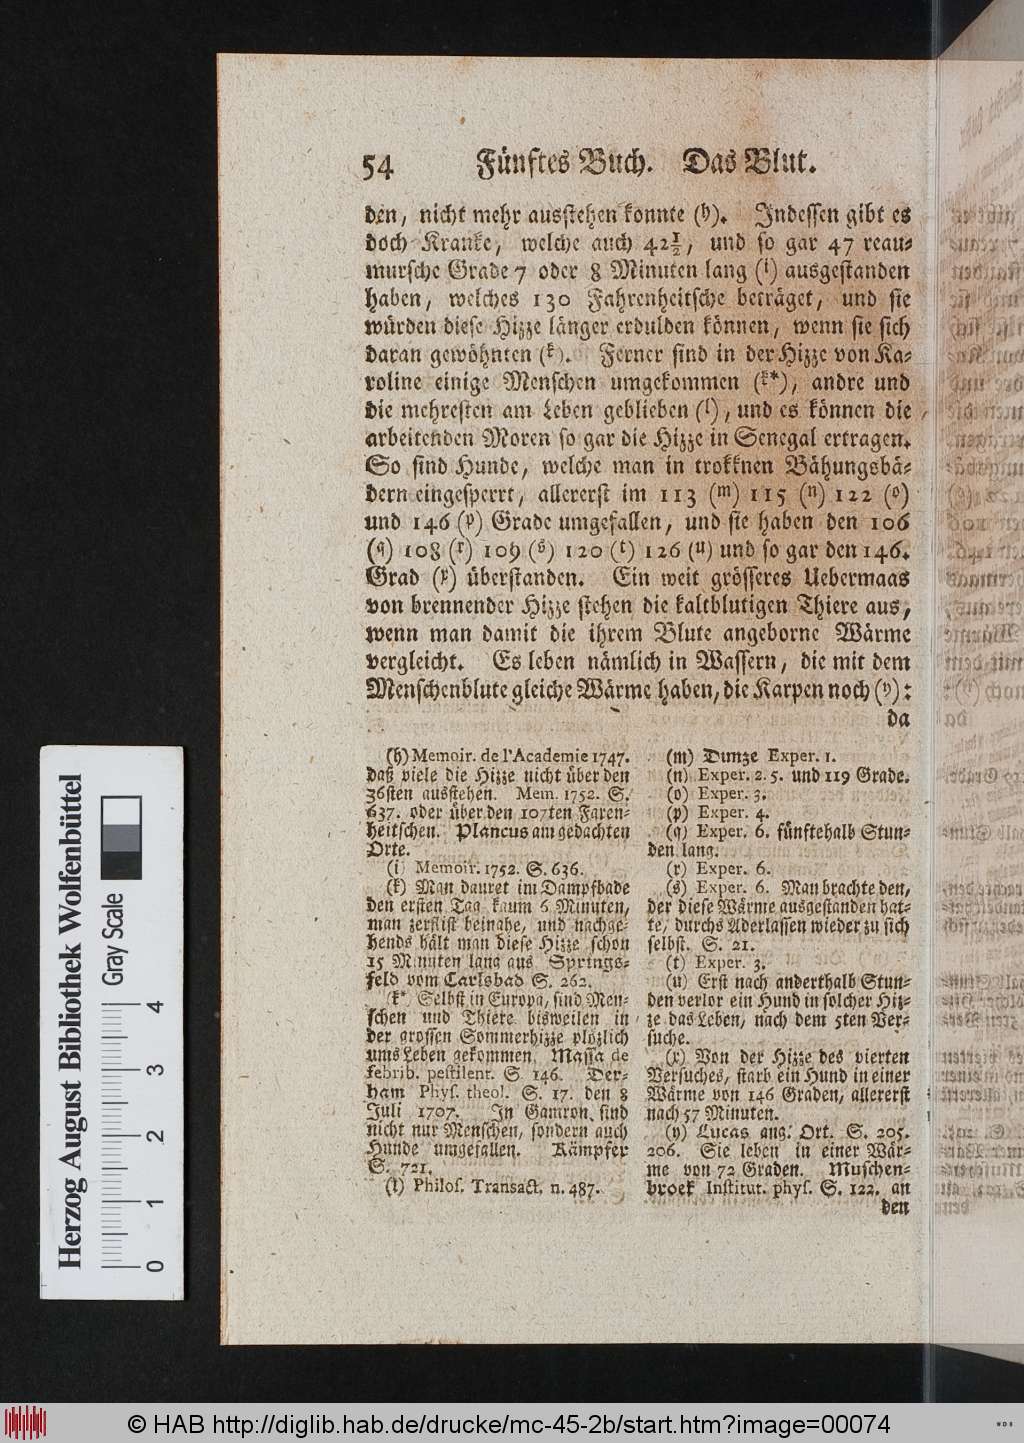 54 Fünftes Buch. Das Blut.
den, nicht mehr ausstehen konnte (h). Indessen gibt es
doch Kranke, welche auch 42½, und so gar 47 reau-
mursche Grade 7 oder 8 Minuten lang (i) ausgestanden
haben, welches 130 Fahrenheitsche beträget, und sie
würden diese Hizze länger erdulden können, wenn sie sich
daran gewöhnten (k). Ferner sind in der Hizze von Ka-
roline einige Menschen umgekommen (k*), andre und
die mehresten am Leben geblieben (l), und es können die
arbeitenden Moren so gar die Hizze in Senegal ertragen.
So sind Hunde, welche man in trokknen Bähungsbä-
dern eingesperrt, allererst im 113 (m) 115 (n) 122 (o)
und 146 (p) Grade umgefallen, und sie haben den 106
(q) 108 (r) 109 (s) 120 (t) 126 (u) und so gar den 146.
Grad (x) überstanden. Ein weit grösseres Uebermaas
von brennender Hizze stehen die kaltblutigen Thiere aus,
wenn man damit die ihrem Blute angeborne Wärme
vergleicht. Es leben nämlich in Wassern, die mit dem
Menschenblute gleiche Wärme haben, die Karpen noch (y):
da
(h) Memoir. de l'Academie 1747.
daß viele die Hizze nicht über den
36sten ausstehen. Mem. 1752. S.
637. oder über den 107ten Faren-
heitschen. Plancus am gedachten
Orte.
(i) Memoir. 1752. S. 636.
(k) Man dauret im Dampfbade
den ersten Tag kaum 6 Minuten,
man zerflist beinahe, und nachge-
hends hält man diese Hizze schon
15 Minuten lang aus Springs-
feld vom Carlsbad S. 262.
(k*) Selbst in Europa, sind Men-
schen und Thiere bisweilen in
der grossen Sommerhizze plözlich
ums Leben gekommen. Massa de
febrib. pestilent. S. 146. Der-
ham Phys. theol. S. 17. den 8
Juli 1707. In Gamron sind
nicht nur Menschen, sondern auch
Hunde umgefallen. Kämpfer
S. 721.
(l) Philos. Transact. n. 487.
(m) Dunze Exper. 1.
(n) Exper. 2. 5. und 119 Grade.
(o) Exper. 3.
(p) Exper. 4.
(q) Exper. 6. fünftehalb Stun-
den lang.
(r) Exper. 6.
(s) Exper. 6. Man brachte den,
der diese Wärme ausgestanden hat-
te, durchs Aderlassen wieder zu sich
selbst. S. 21.
(t) Exper. 3.
(u) Erst nach anderthalb Stun-
den verlor ein Hund in solcher Hiz-
ze das Leben, nach dem 5ten Ver-
suche.
(x) Von der Hizze des vierten
Versuches, starb ein Hund in einer
Wärme von 146 Graden, allererst
nach 57 Minuten.
(y) Lucas ang. Ort. S. 205.
206. Sie leben in einer Wär-
me von 72 Graden. Muschen-
broek Institut. phys. S. 122. an
den
Herzog August Bibliothek Wolfenbüttel
Gray Scale
0 1 2 3 4
© HAB http://diglib.hab.de/drucke/mc-45-2b/start.htm?image=00074